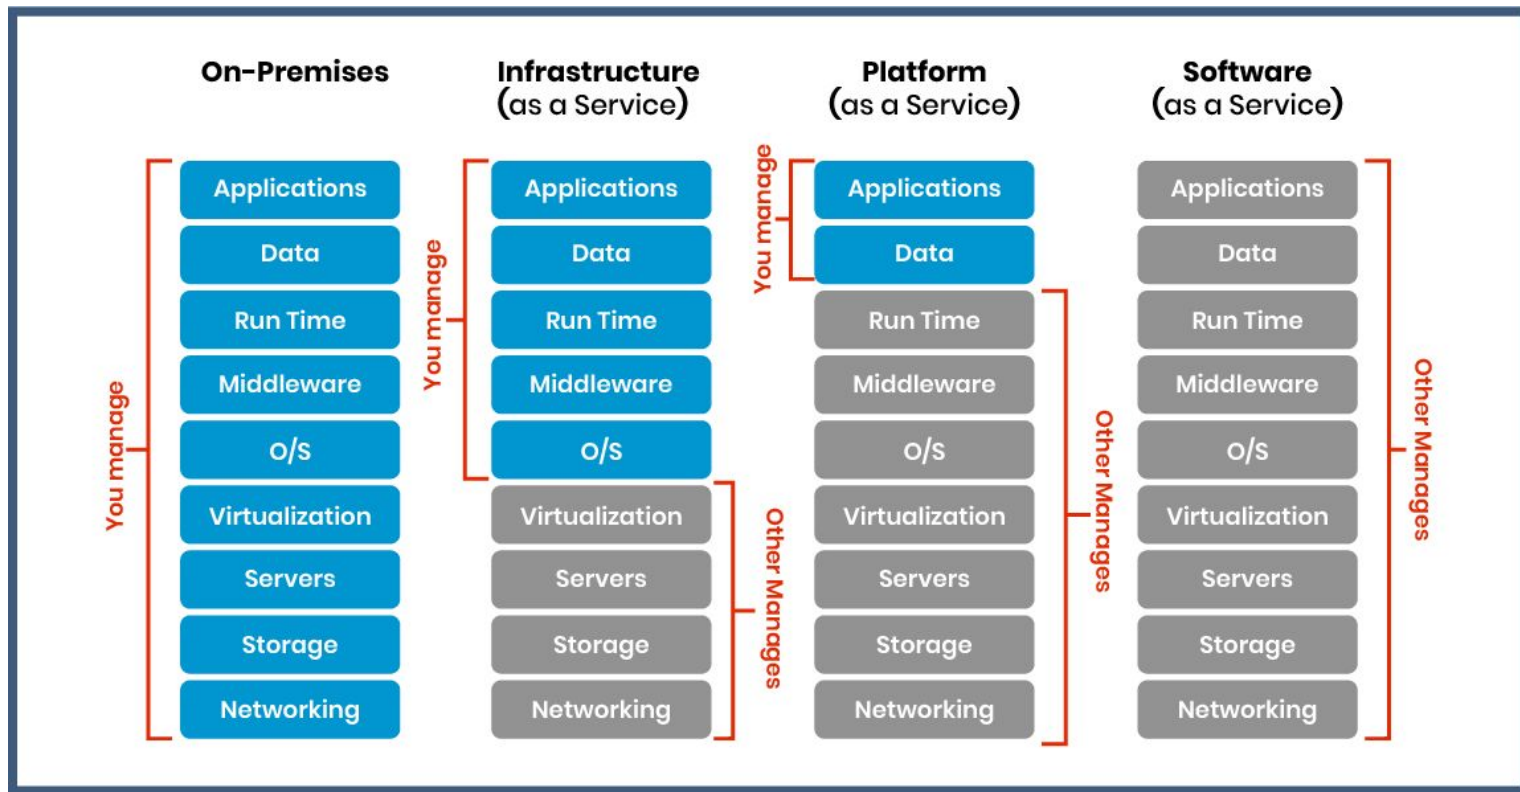 On-Premises
You manage
Applications
Data
Run Time
Middleware
O/S
Virtualization
Servers
Storage
Networking
Infrastructure
(as a Service)
You manage
Applications
Data
Run Time
Middleware
O/S
Virtualization
Servers
Storage
Networking
Other Manages
Platform
(as a Service)
You manage
Applications
Data
Run Time
Middleware
O/S
Virtualization
Servers
Storage
Networking
Other Manages
Software
(as a Service)
Applications
Data
Run Time
Middleware
O/S
Virtualization
Servers
Storage
Networking
Other Manages